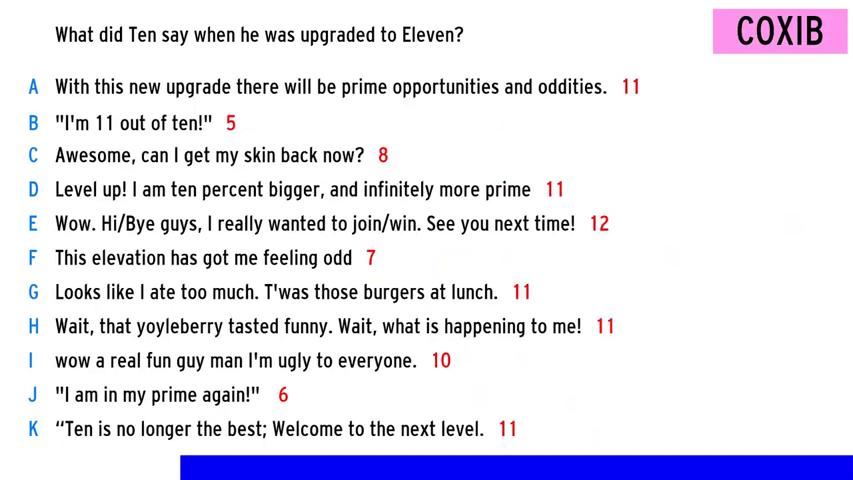 What did Ten say when he was upgraded to Eleven?
COXIB
A With this new upgrade there will be prime opportunities and oddities. 11
B "I'm 11 out of ten!" 5
C Awesome, can I get my skin back now? 8
D Level up! I am ten percent bigger, and infinitely more prime 11
E Wow. Hi/Bye guys, I really wanted to join/win. See you next time! 12
F This elevation has got me feeling odd 7
G Looks like I ate too much. T'was those burgers at lunch. 11
H Wait, that yoyleberry tasted funny. Wait, what is happening to me! 11
I wow a real fun guy man I'm ugly to everyone. 10
J "I am in my prime again!" 6
K “Ten is no longer the best; Welcome to the next level. 11